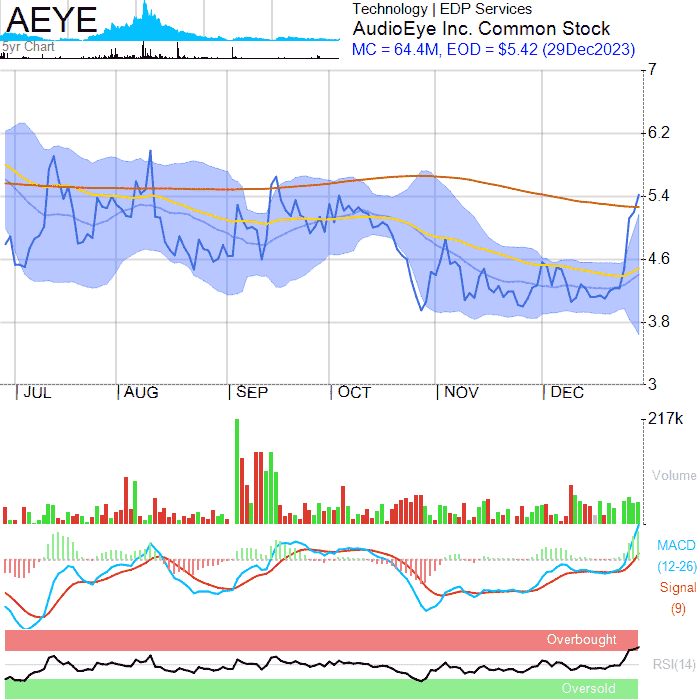 AEYE
5yr Chart
Technology | EDP Services
AudioEye Inc. Common Stock
MC = 64.4M, EOD = $5.42 (29Dec2023)
7
6.2
5.4
4.6
3.8
3
JUL AUG SEP OCT NOV DEC
217k
Volume
MACD
(12-26)
Signal
(9)
Overbought
RSI(14)
Oversold